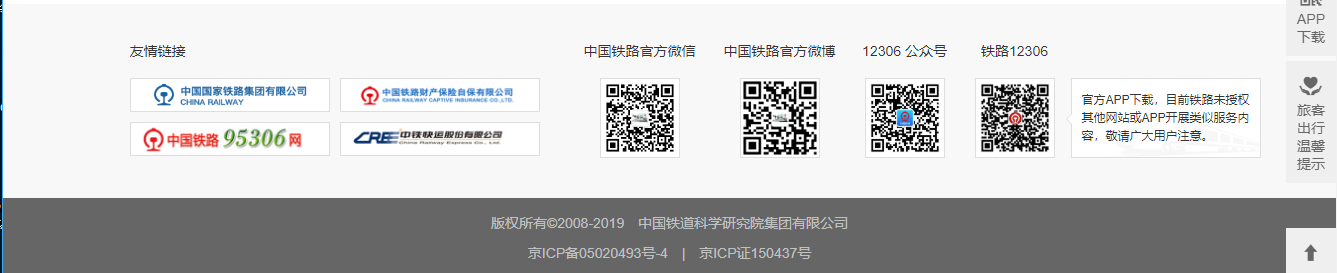 友情链接
中国国家铁路集团有限公司
CHINA RAILWAY
中国铁路财产保险自保有限公司
CHINA RAILWAY CAPTIVE INSURANCE CO.,LTD.
中国铁路 95306 网
CRE
中铁快运股份有限公司
China Railway Express Co., Ltd.
中国铁路官方微信
中国铁路官方微博
12306 公众号
铁路12306
官方APP下载，目前铁路未授权
其他网站或APP开展类似服务内
容，敬请广大用户注意。
APP
下载
旅客
出行
温馨
提示
版权所有©2008-2019 中国铁道科学研究院集团有限公司
京ICP备05020493号-4 | 京ICP证150437号